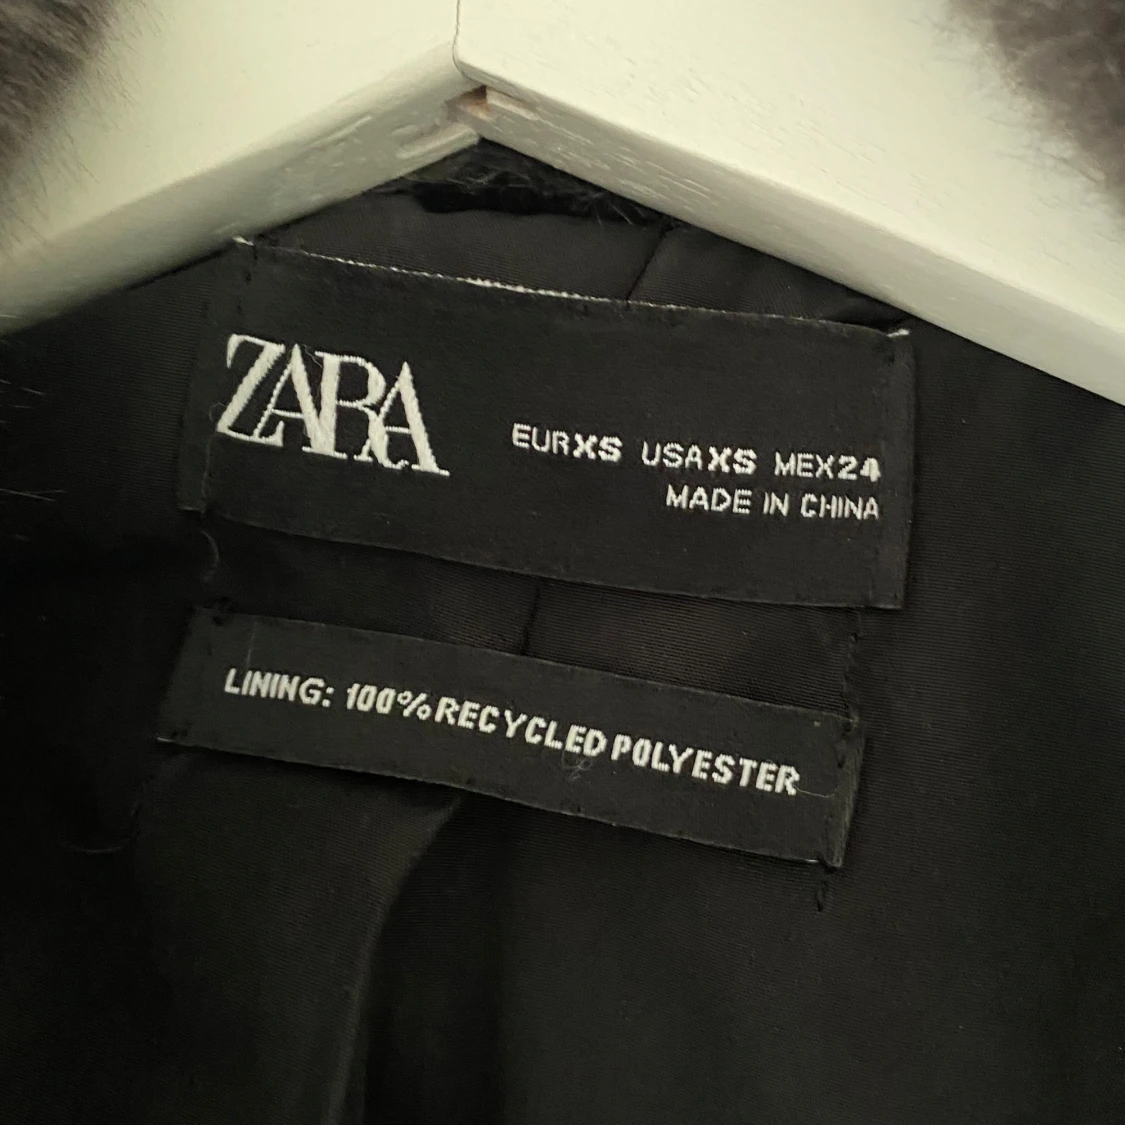 ZARA
EURXS USAXS MEX24
MADE IN CHINA
LINING: 100% RECYCLED POLYESTER